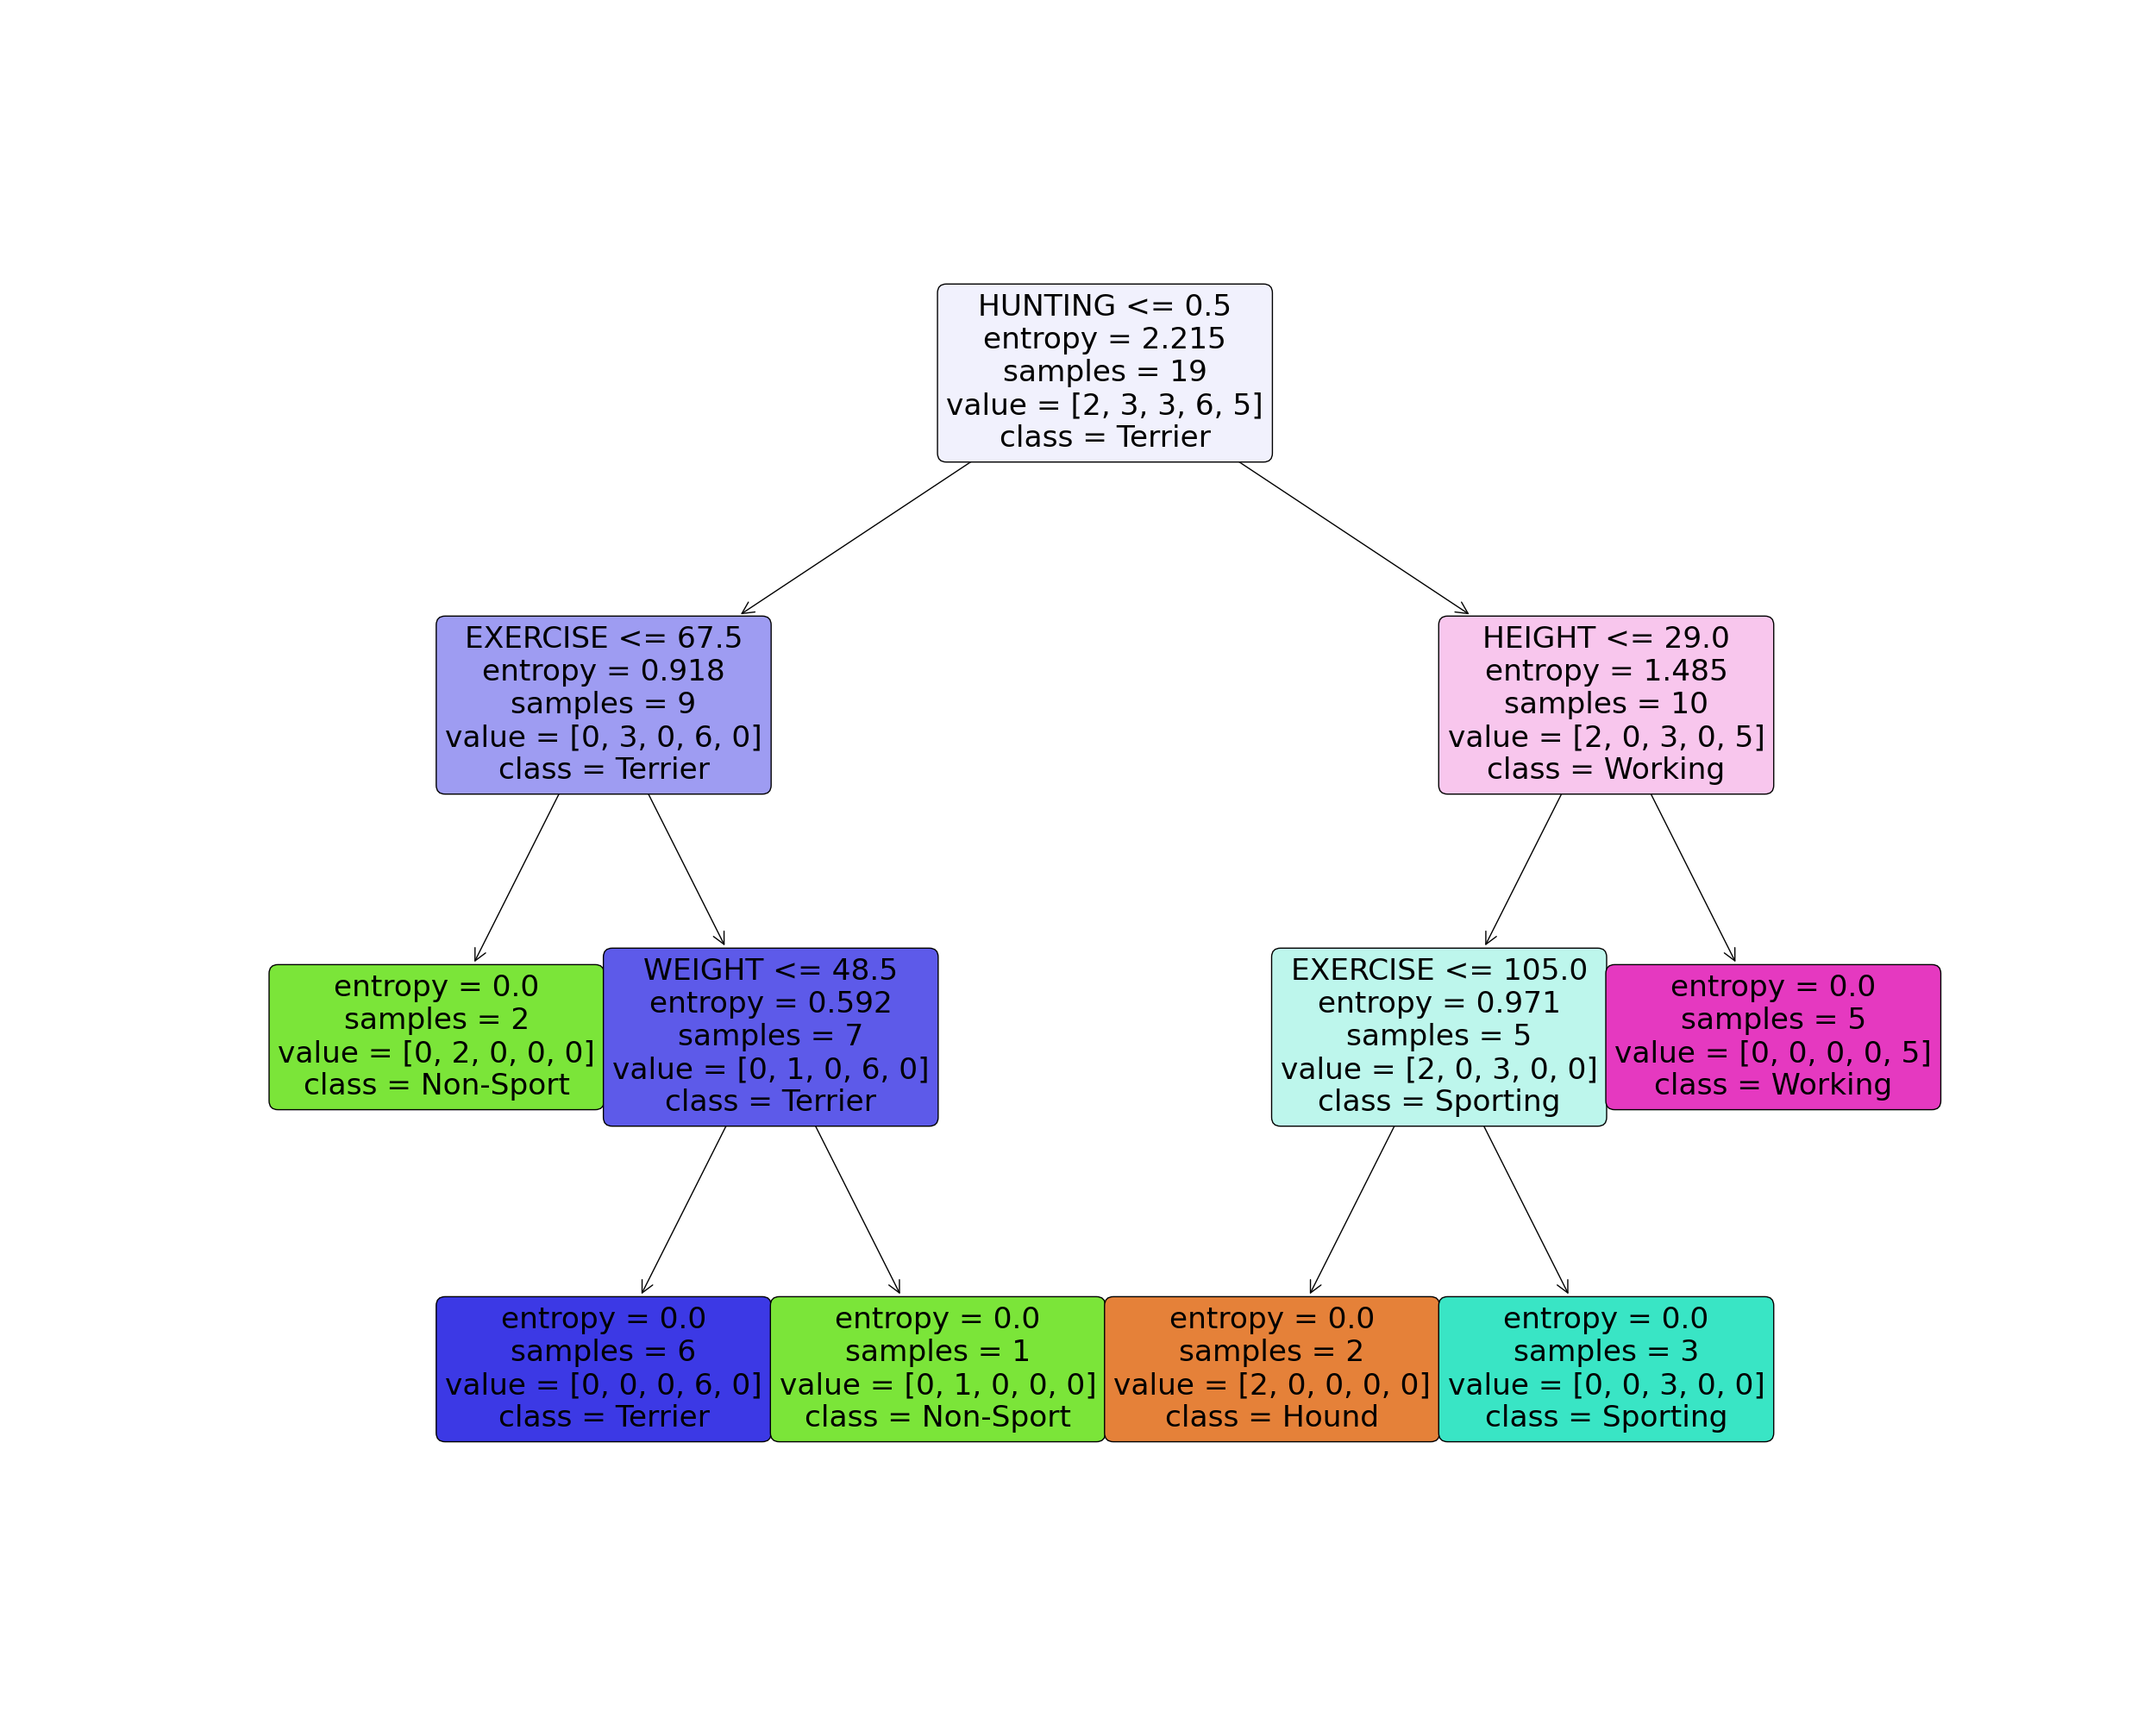 HUNTING <= 0.5
entropy = 2.215
samples = 19
value = [2, 3, 3, 6, 5]
class = Terrier
EXERCISE <= 67.5
entropy = 0.918
samples = 9
value = [0, 3, 0, 6, 0]
class = Terrier
HEIGHT <= 29.0
entropy = 1.485
samples = 10
value = [2, 0, 3, 0, 5]
class = Working
entropy = 0.0
samples = 2
value = [0, 2, 0, 0, 0]
class = Non-Sport
WEIGHT <= 48.5
entropy = 0.592
samples = 7
value = [0, 1, 0, 6, 0]
class = Terrier
EXERCISE <= 105.0
entropy = 0.971
samples = 5
value = [2, 0, 3, 0, 0]
class = Sporting
entropy = 0.0
samples = 5
value = [0, 0, 0, 0, 5]
class = Working
entropy = 0.0
samples = 6
value = [0, 0, 0, 6, 0]
class = Terrier
entropy = 0.0
samples = 1
value = [0, 1, 0, 0, 0]
class = Non-Sport
entropy = 0.0
samples = 2
value = [2, 0, 0, 0, 0]
class = Hound
entropy = 0.0
samples = 3
value = [0, 0, 3, 0, 0]
class = Sporting